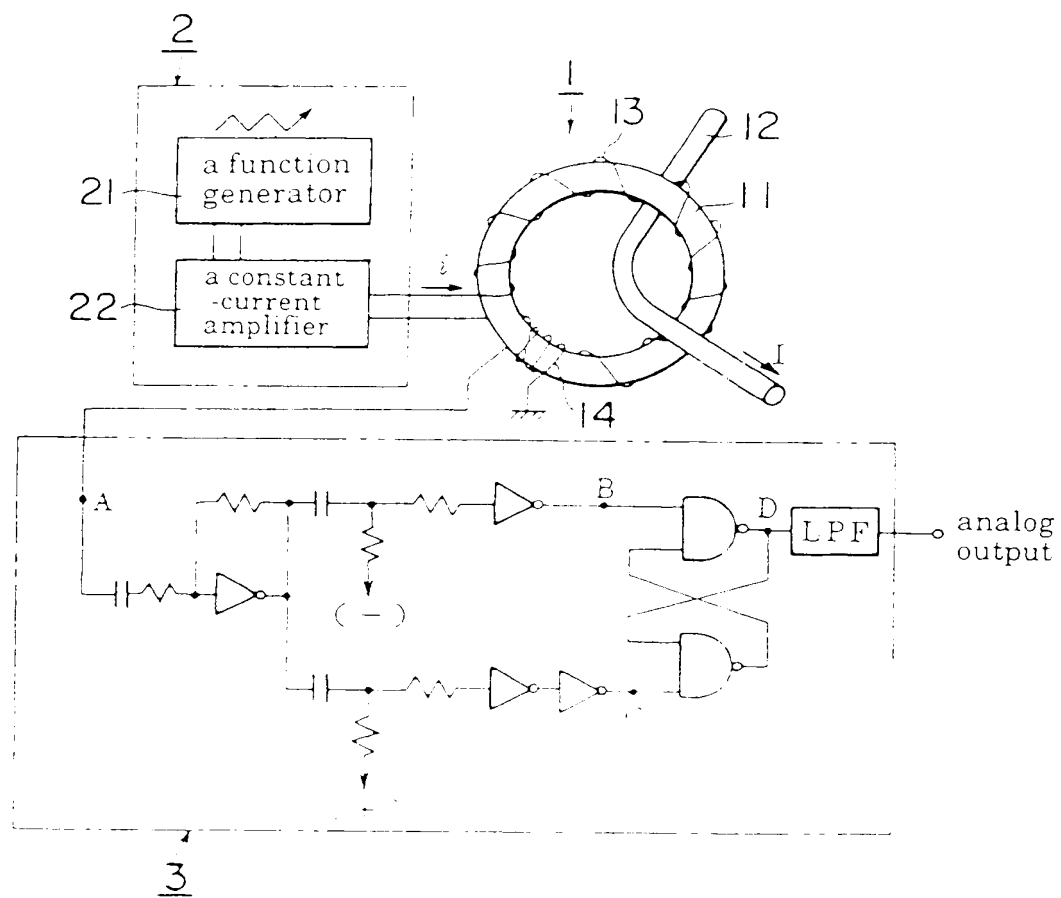 2
1
13
12
a function
generator
21
11
a constant
-current
amplifier
22
i
I
14
A
B
D
LPF
analog
output
( — )
3